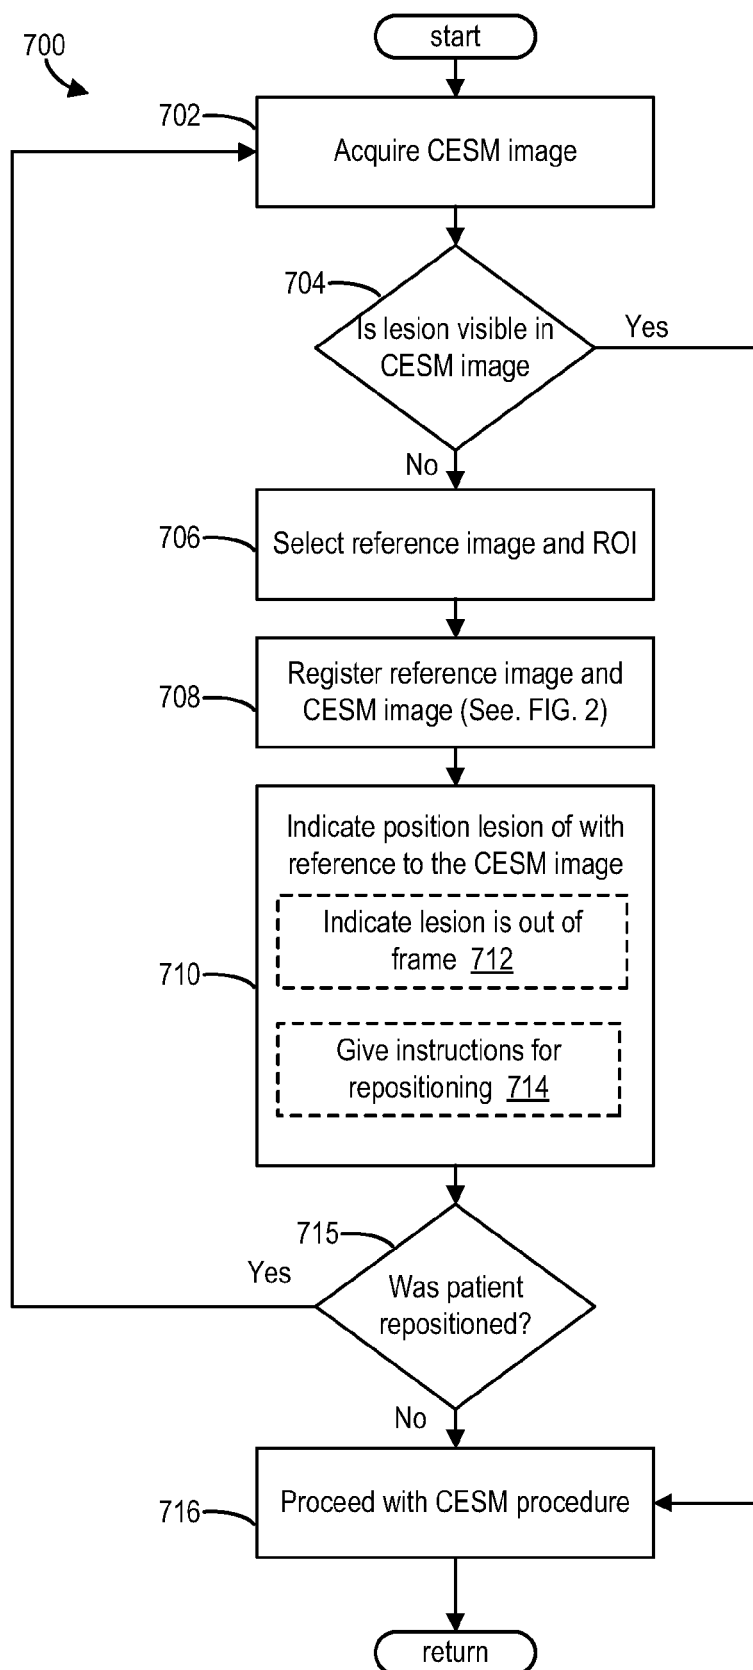 start
700
702
Acquire CESM image
704
Is lesion visible in
CESM image
Yes
No
706
Select reference image and ROI
708
Register reference image and
CESM image (See. FIG. 2)
Indicate position lesion of with
reference to the CESM image
Indicate lesion is out of
frame 712
710
Give instructions for
repositioning 714
715
Yes
Was patient
repositioned?
No
716
Proceed with CESM procedure
return